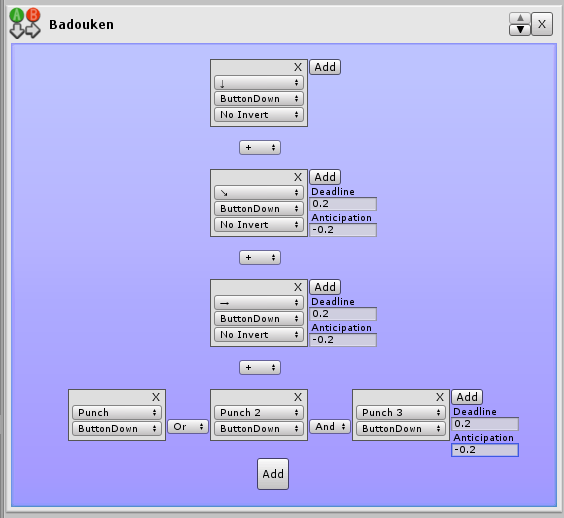 A B
Badouken
▲
▼
X
X Add
↓
ButtonDown
No Invert
+
X Add
↘ Deadline
ButtonDown 0.2
No Invert Anticipation
-0.2
+
X Add
→ Deadline
ButtonDown 0.2
No Invert Anticipation
-0.2
+
X X X Add
Punch Punch 2 Punch 3 Deadline
ButtonDown Or ButtonDown And ButtonDown 0.2
Anticipation
-0.2
Add